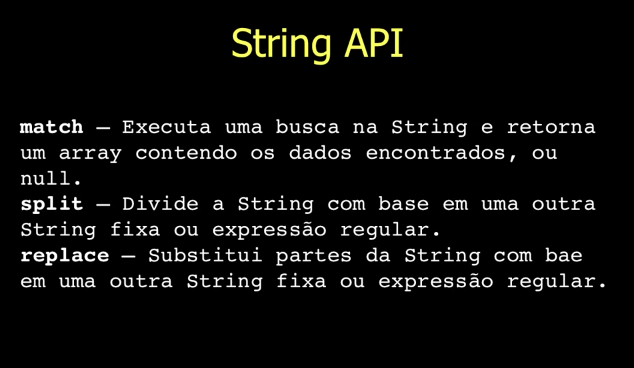 String API
match – Executa uma busca na String e retorna
um array contendo os dados encontrados, ou
null.
split – Divide a String com base em uma outra
String fixa ou expressão regular.
replace – Substitui partes da String com bae
em uma outra String fixa ou expressão regular.